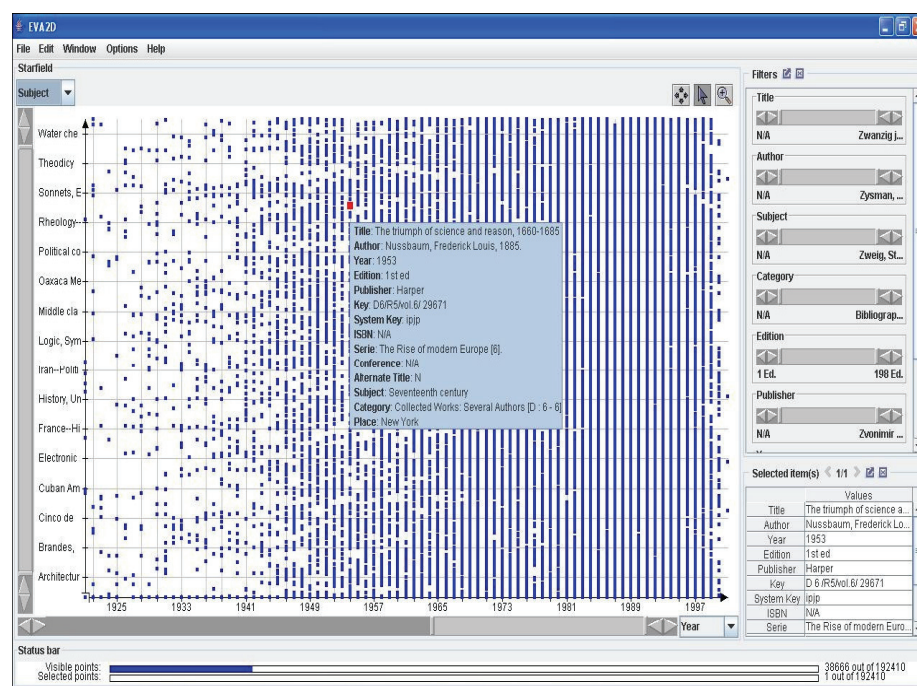 EVA2D
File Edit Window Options Help
Starfield
Subject
Water che
Theodicy
Sonnets, E
Rheology--
Political co
Oaxaca Me
Middle cla
Logic, Sym
Iran--Politi
History, Un
France--Hi
Electronic
Cuban Am
Cinco de
Brandes,
Architectur
Title: The triumph of science and reason, 1660-1685
Author: Nussbaum, Frederick Louis, 1885.
Year: 1953
Edition: 1st ed
Publisher: Harper
Key: D6/R5/vol.6/ 29671
System Key: ipjp
ISBN: N/A
Serie: The Rise of modern Europe [6].
Conference: N/A
Alternate Title: N
Subject: Seventeenth century
Category: Collected Works: Several Authors [D : 6 - 6]
Place: New York
1925 1933 1941 1949 1957 1965 1973 1981 1989 1997
Year
Filters
Title
N/A Zwanzig j...
Author
N/A Zysman, ...
Subject
N/A Zweig, St...
Category
N/A Bibliograp...
Edition
1 Ed. 198 Ed.
Publisher
N/A Zvonimir ...
Selected item(s) 1/1
Values
Title The triumph of science a...
Author Nussbaum, Frederick Lo...
Year 1953
Edition 1st ed
Publisher Harper
Key D 6 /R5/vol.6/ 29671
System Key ipjp
ISBN N/A
Serie The Rise of modern Euro...
Status bar
Visible points: 38666 out of 192410
Selected points: 1 out of 192410